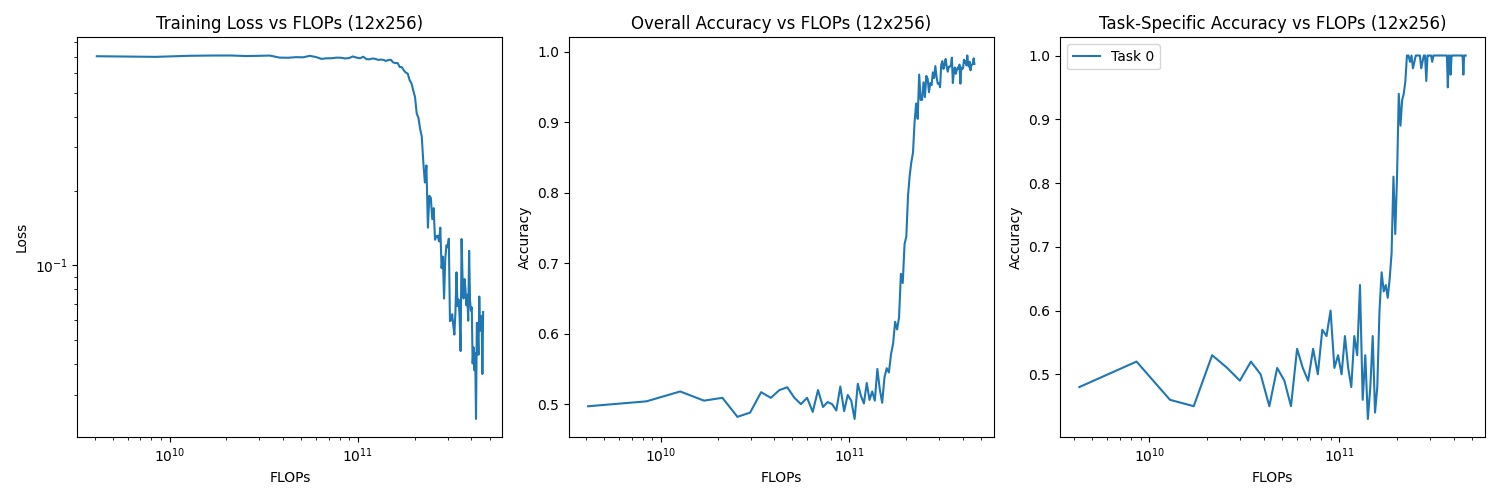 Training Loss vs FLOPs (12x256)
Loss
10⁻¹
10¹⁰
10¹¹
FLOPs
Overall Accuracy vs FLOPs (12x256)
Accuracy
1.0
0.9
0.8
0.7
0.6
0.5
10¹⁰
10¹¹
FLOPs
Task-Specific Accuracy vs FLOPs (12x256)
Task 0
Accuracy
1.0
0.9
0.8
0.7
0.6
0.5
10¹⁰
10¹¹
FLOPs